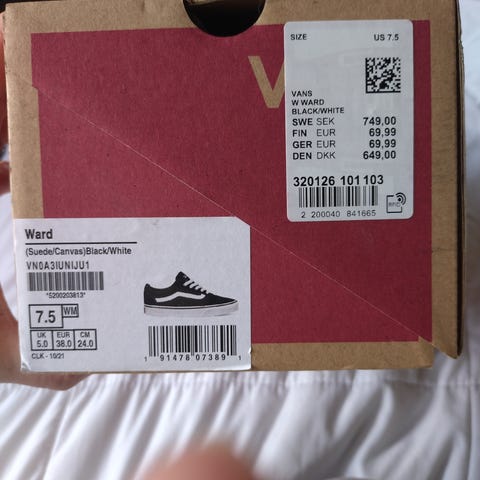 SIZE US 7.5
V
VANS
W WARD
BLACK/WHITE
SWE SEK 749,00
FIN EUR 69,99
GER EUR 69,99
DEN DKK 649,00
320126 101 103
2 200040 841665
RFID
Ward
(Suede/Canvas)Black/White
VN0A3IUNIJU1
*5200203813*
7.5 WM
UK EUR CM
5.0 38.0 24.0
CLK - 10/21
1 91478 07389 1